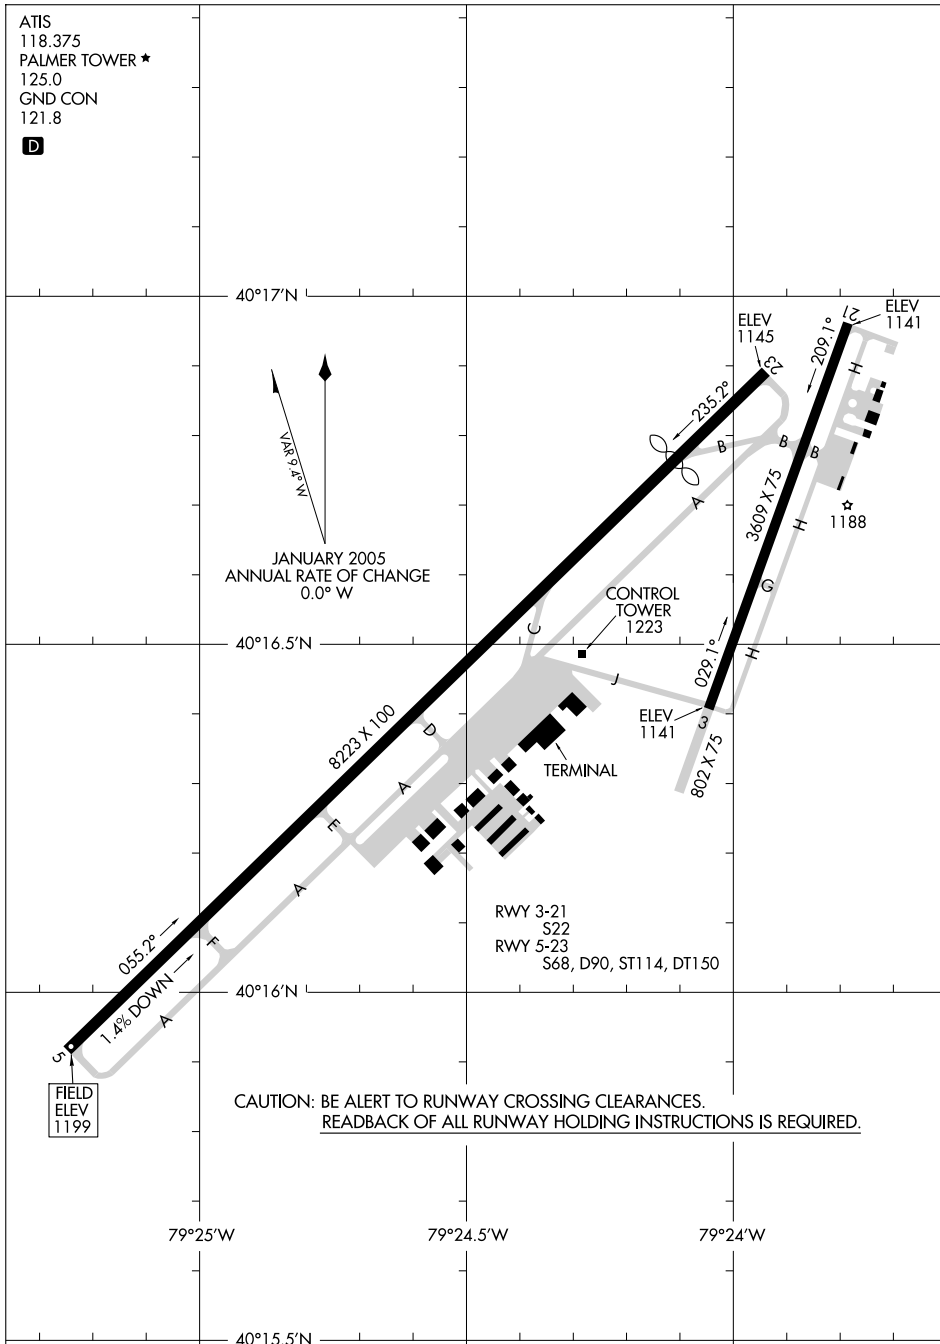 ATIS
118.375
PALMER TOWER ★
125.0
GND CON
121.8
D
40°17'N
ELEV
1145
ELEV
1141
21
23
209.1°
235.2°
H
B
B
B
VAR 9.4° W
A
3609 X 75
H
1188
JANUARY 2005
ANNUAL RATE OF CHANGE
0.0° W
CONTROL
TOWER
1223
G
C
40°16.5'N
029.1°
H
J
ELEV
1141
3
802 X 75
8223 X 100
D
TERMINAL
A
E
A
RWY 3-21
S22
RWY 5-23
S68, D90, ST114, DT150
F
055.2°
1.4% DOWN
40°16'N
A
5
FIELD
ELEV
1199
CAUTION: BE ALERT TO RUNWAY CROSSING CLEARANCES.
READBACK OF ALL RUNWAY HOLDING INSTRUCTIONS IS REQUIRED.
79°25'W
79°24.5'W
79°24'W
40°15.5'N